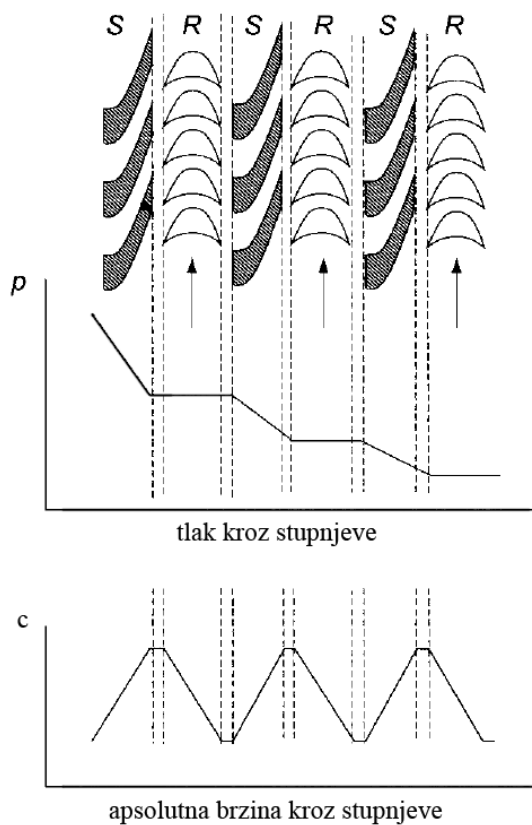 S R S R S R
p
tlak kroz stupnjeve
c
apsolutna brzina kroz stupnjeve